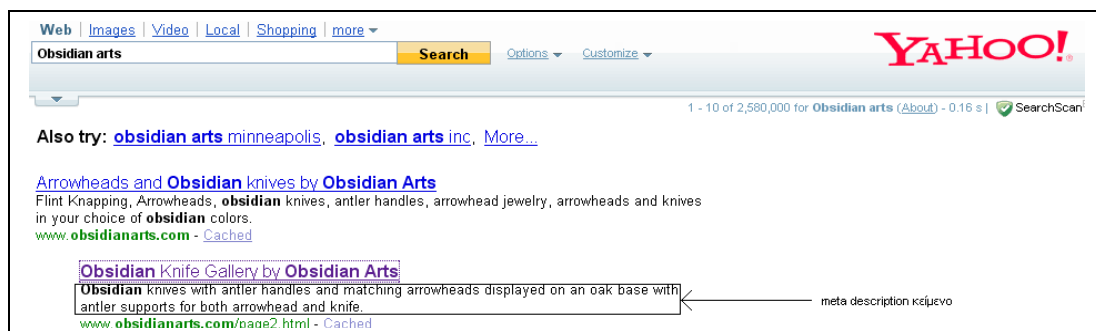 Web | Images | Video | Local | Shopping | more
Obsidian arts Search Options Customize YAHOO!
1 - 10 of 2,580,000 for Obsidian arts (About) - 0.16 s | SearchScan
Also try: obsidian arts minneapolis, obsidian arts inc, More...
Arrowheads and Obsidian knives by Obsidian Arts
Flint Knapping, Arrowheads, obsidian knives, antler handles, arrowhead jewelry, arrowheads and knives
in your choice of obsidian colors.
www.obsidianarts.com - Cached
Obsidian Knife Gallery by Obsidian Arts
Obsidian knives with antler handles and matching arrowheads displayed on an oak base with
antler supports for both arrowhead and knife.
meta description κείμενο
www.obsidianarts.com/page2.html - Cached